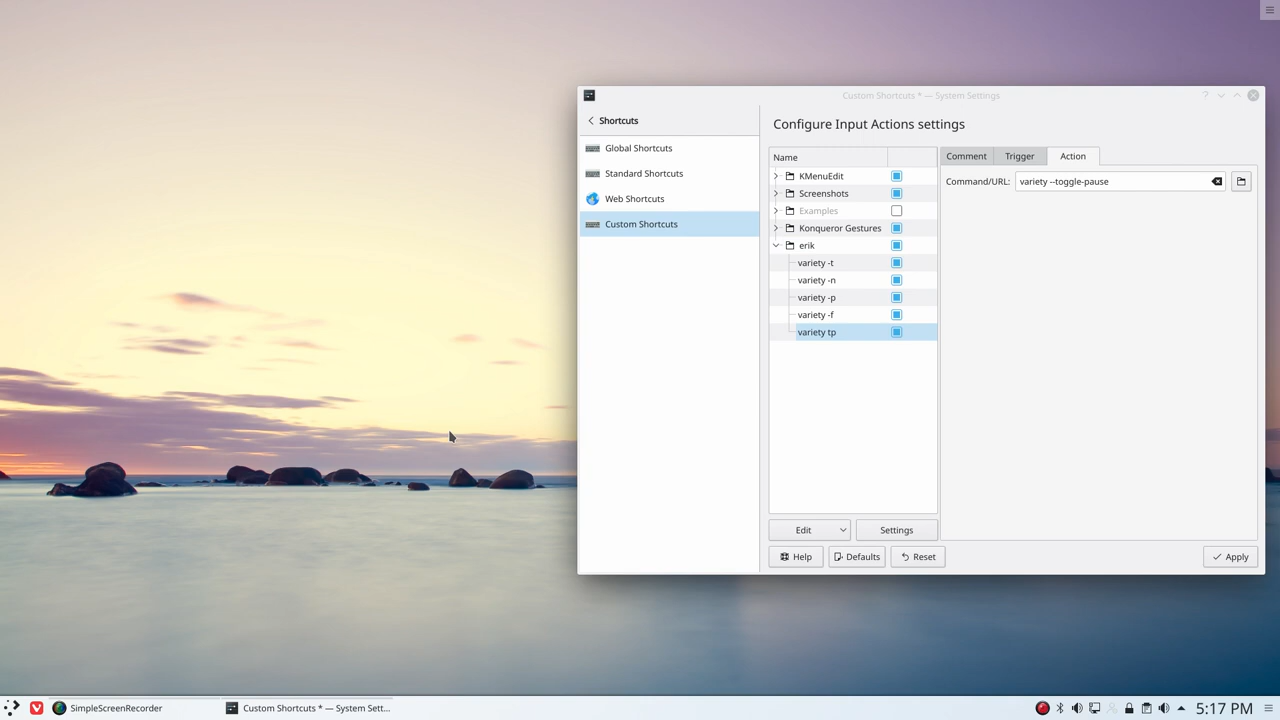 Custom Shortcuts * — System Settings
Shortcuts
Global Shortcuts
Standard Shortcuts
Web Shortcuts
Custom Shortcuts
Configure Input Actions settings
Name
KMenuEdit
Screenshots
Examples
Konqueror Gestures
erik
variety -t
variety -n
variety -p
variety -f
variety tp
Edit
Settings
Comment
Trigger
Action
Command/URL: variety --toggle-pause
Help
Defaults
Reset
Apply
SimpleScreenRecorder
Custom Shortcuts * — System Sett...
5:17 PM